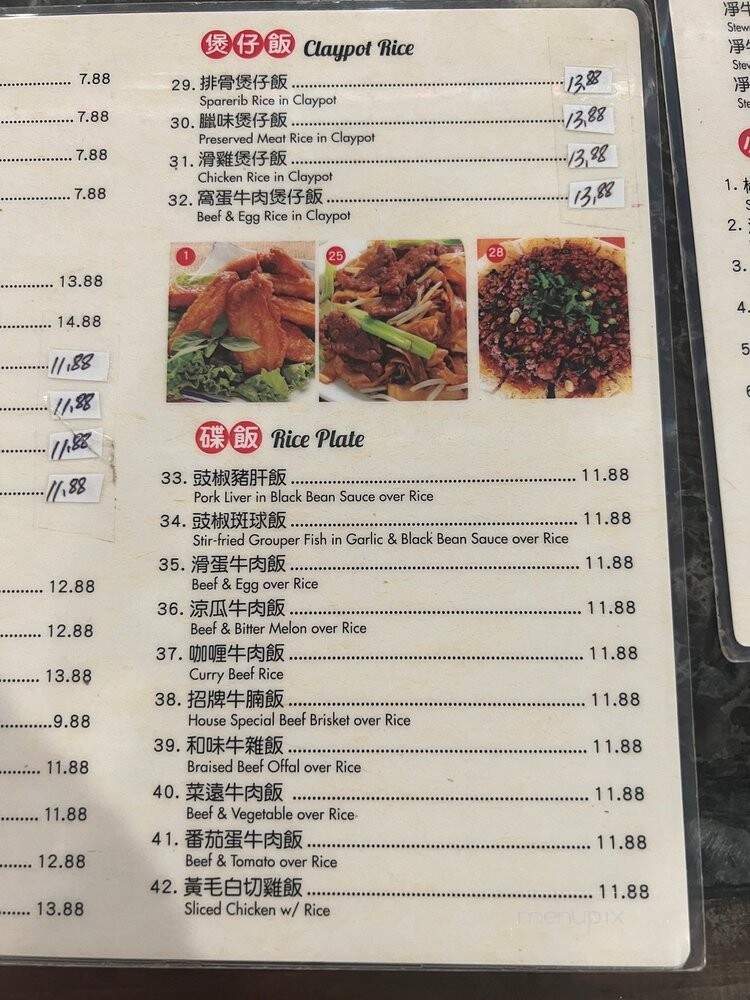 7.88
7.88
7.88
7.88
13.88
14.88
11.88
11.88
11.88
11.88
12.88
12.88
13.88
9.88
11.88
11.88
12.88
13.88
煲仔飯 Claypot Rice
29. 排骨煲仔飯 13.88
Sparerib Rice in Claypot
30. 臘味煲仔飯 13.88
Preserved Meat Rice in Claypot
31. 滑雞煲仔飯 13.88
Chicken Rice in Claypot
32. 窩蛋牛肉煲仔飯 13.88
Beef & Egg Rice in Claypot
1 25 28
碟飯 Rice Plate
33. 豉椒豬肝飯 11.88
Pork Liver in Black Bean Sauce over Rice
34. 豉椒斑球飯 11.88
Stir-fried Grouper Fish in Garlic & Black Bean Sauce over Rice
35. 滑蛋牛肉飯 11.88
Beef & Egg over Rice
36. 涼瓜牛肉飯 11.88
Beef & Bitter Melon over Rice
37. 咖喱牛肉飯 11.88
Curry Beef Rice
38. 招牌牛腩飯 11.88
House Special Beef Brisket over Rice
39. 和味牛雜飯 11.88
Braised Beef Offal over Rice
40. 菜遠牛肉飯 11.88
Beef & Vegetable over Rice
41. 番茄蛋牛肉飯 11.88
Beef & Tomato over Rice
42. 黃毛白切雞飯 11.88
Sliced Chicken w/ Rice
menupix
淨牛
Stew
淨
淨
1.
2.
3.
4.
5
6